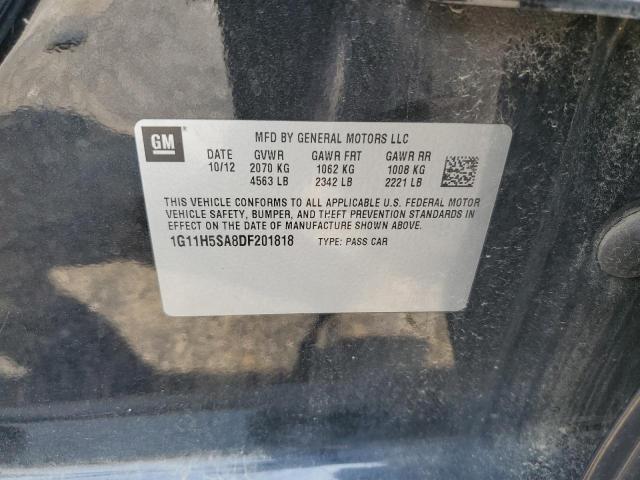 GM
MFD BY GENERAL MOTORS LLC
DATE GVWR GAWR FRT GAWR RR
10/12 2070 KG 1062 KG 1008 KG
4563 LB 2342 LB 2221 LB
THIS VEHICLE CONFORMS TO ALL APPLICABLE U.S. FEDERAL MOTOR
VEHICLE SAFETY, BUMPER, AND THEFT PREVENTION STANDARDS IN
EFFECT ON THE DATE OF MANUFACTURE SHOWN ABOVE.
1G11H5SA8DF201818 TYPE: PASS CAR